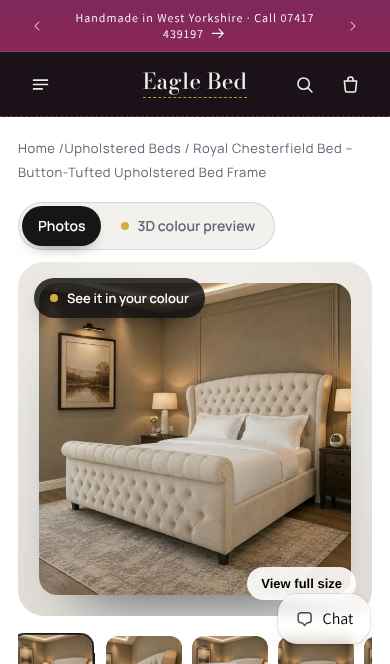 Handmade in West Yorkshire · Call 07417
439197 →
Eagle Bed
Home /Upholstered Beds / Royal Chesterfield Bed –
Button-Tufted Upholstered Bed Frame
Photos
3D colour preview
See it in your colour
View full size
Chat